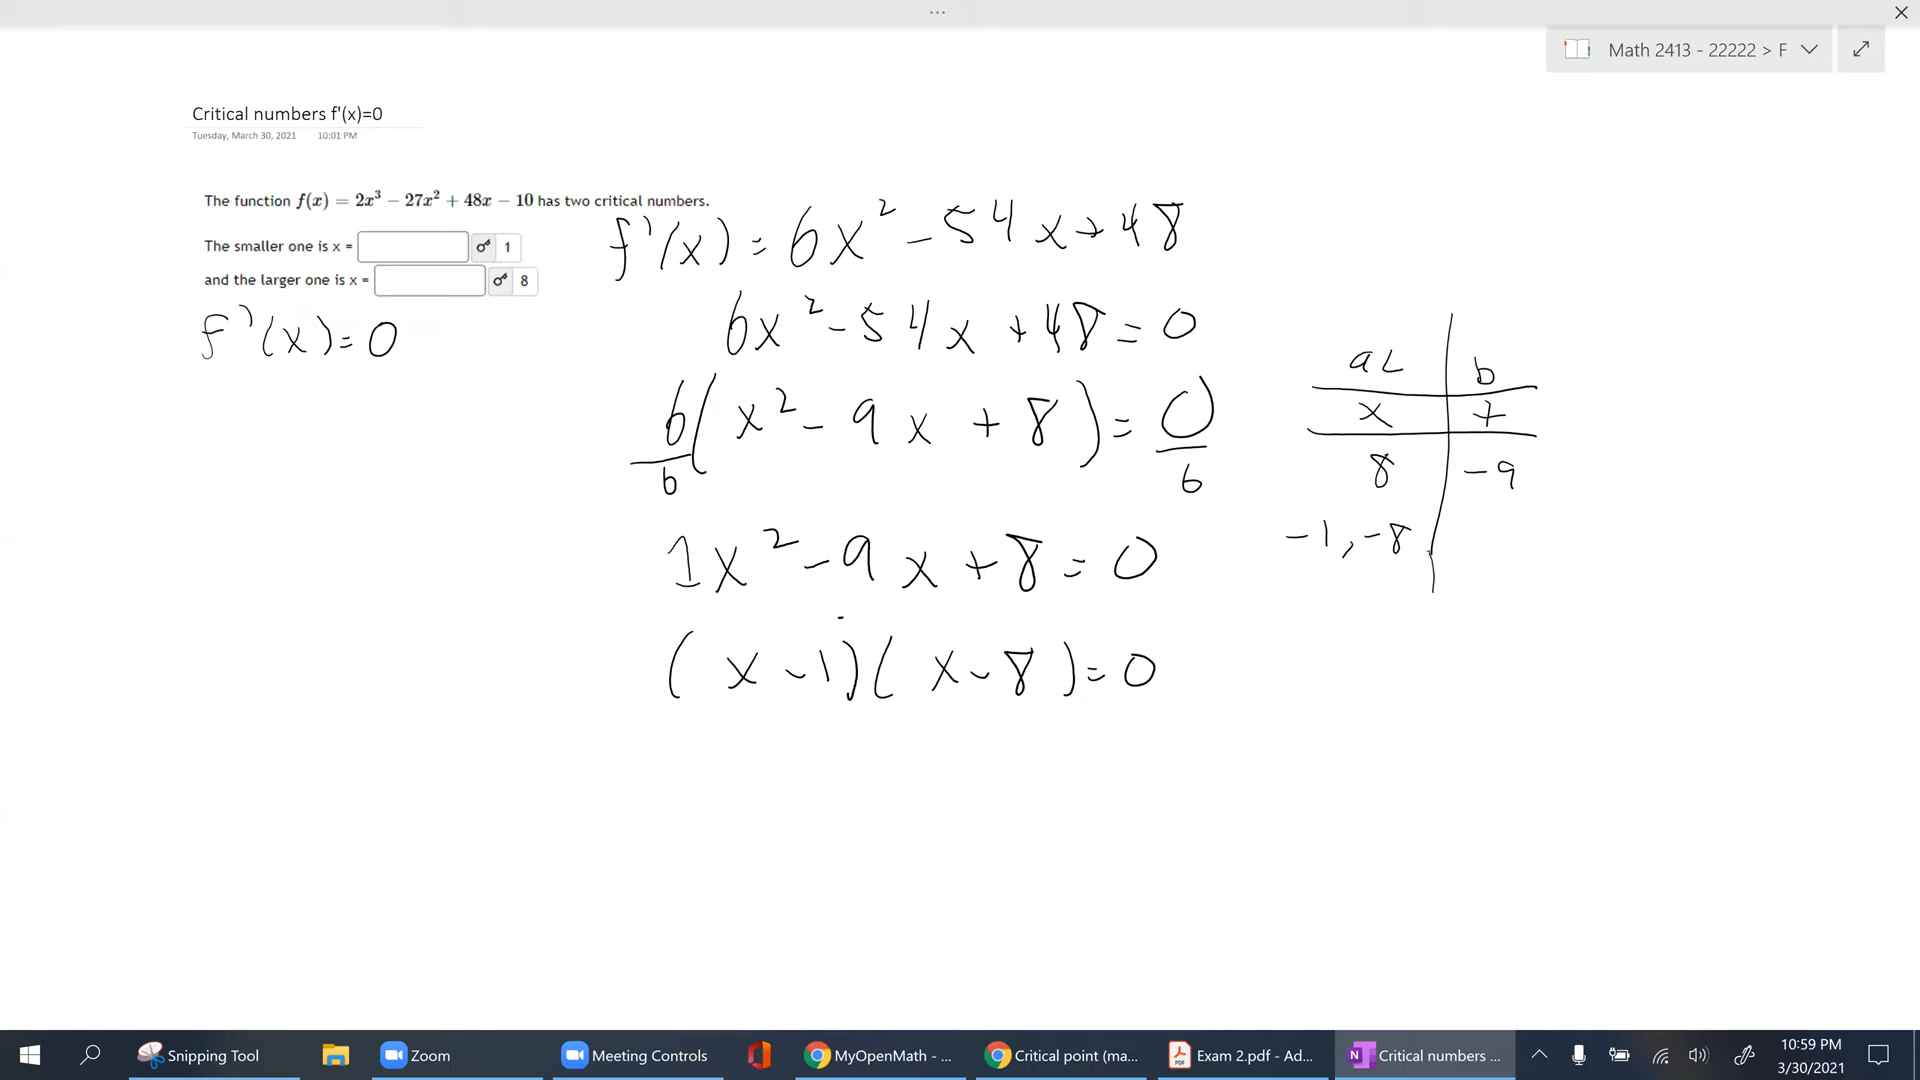 Math 2413 - 22222 > F
Critical numbers f'(x)=0
Tuesday, March 30, 2021 10:01 PM
The function f(x) = 2x³ − 27x² + 48x − 10 has two critical numbers.
The smaller one is x = 1
and the larger one is x = 8
f'(x) = 0
f'(x) = 6x² - 54x + 48
6x² - 54x + 48 = 0
6(x² - 9x + 8) = 0
6 6
1x² - 9x + 8 = 0
(x - 1)(x - 8) = 0
ac b
x +
8 -9
-1, -8
Snipping Tool
Zoom
Meeting Controls
MyOpenMath - ...
Critical point (ma...
Exam 2.pdf - Ad...
Critical numbers ...
10:59 PM
3/30/2021